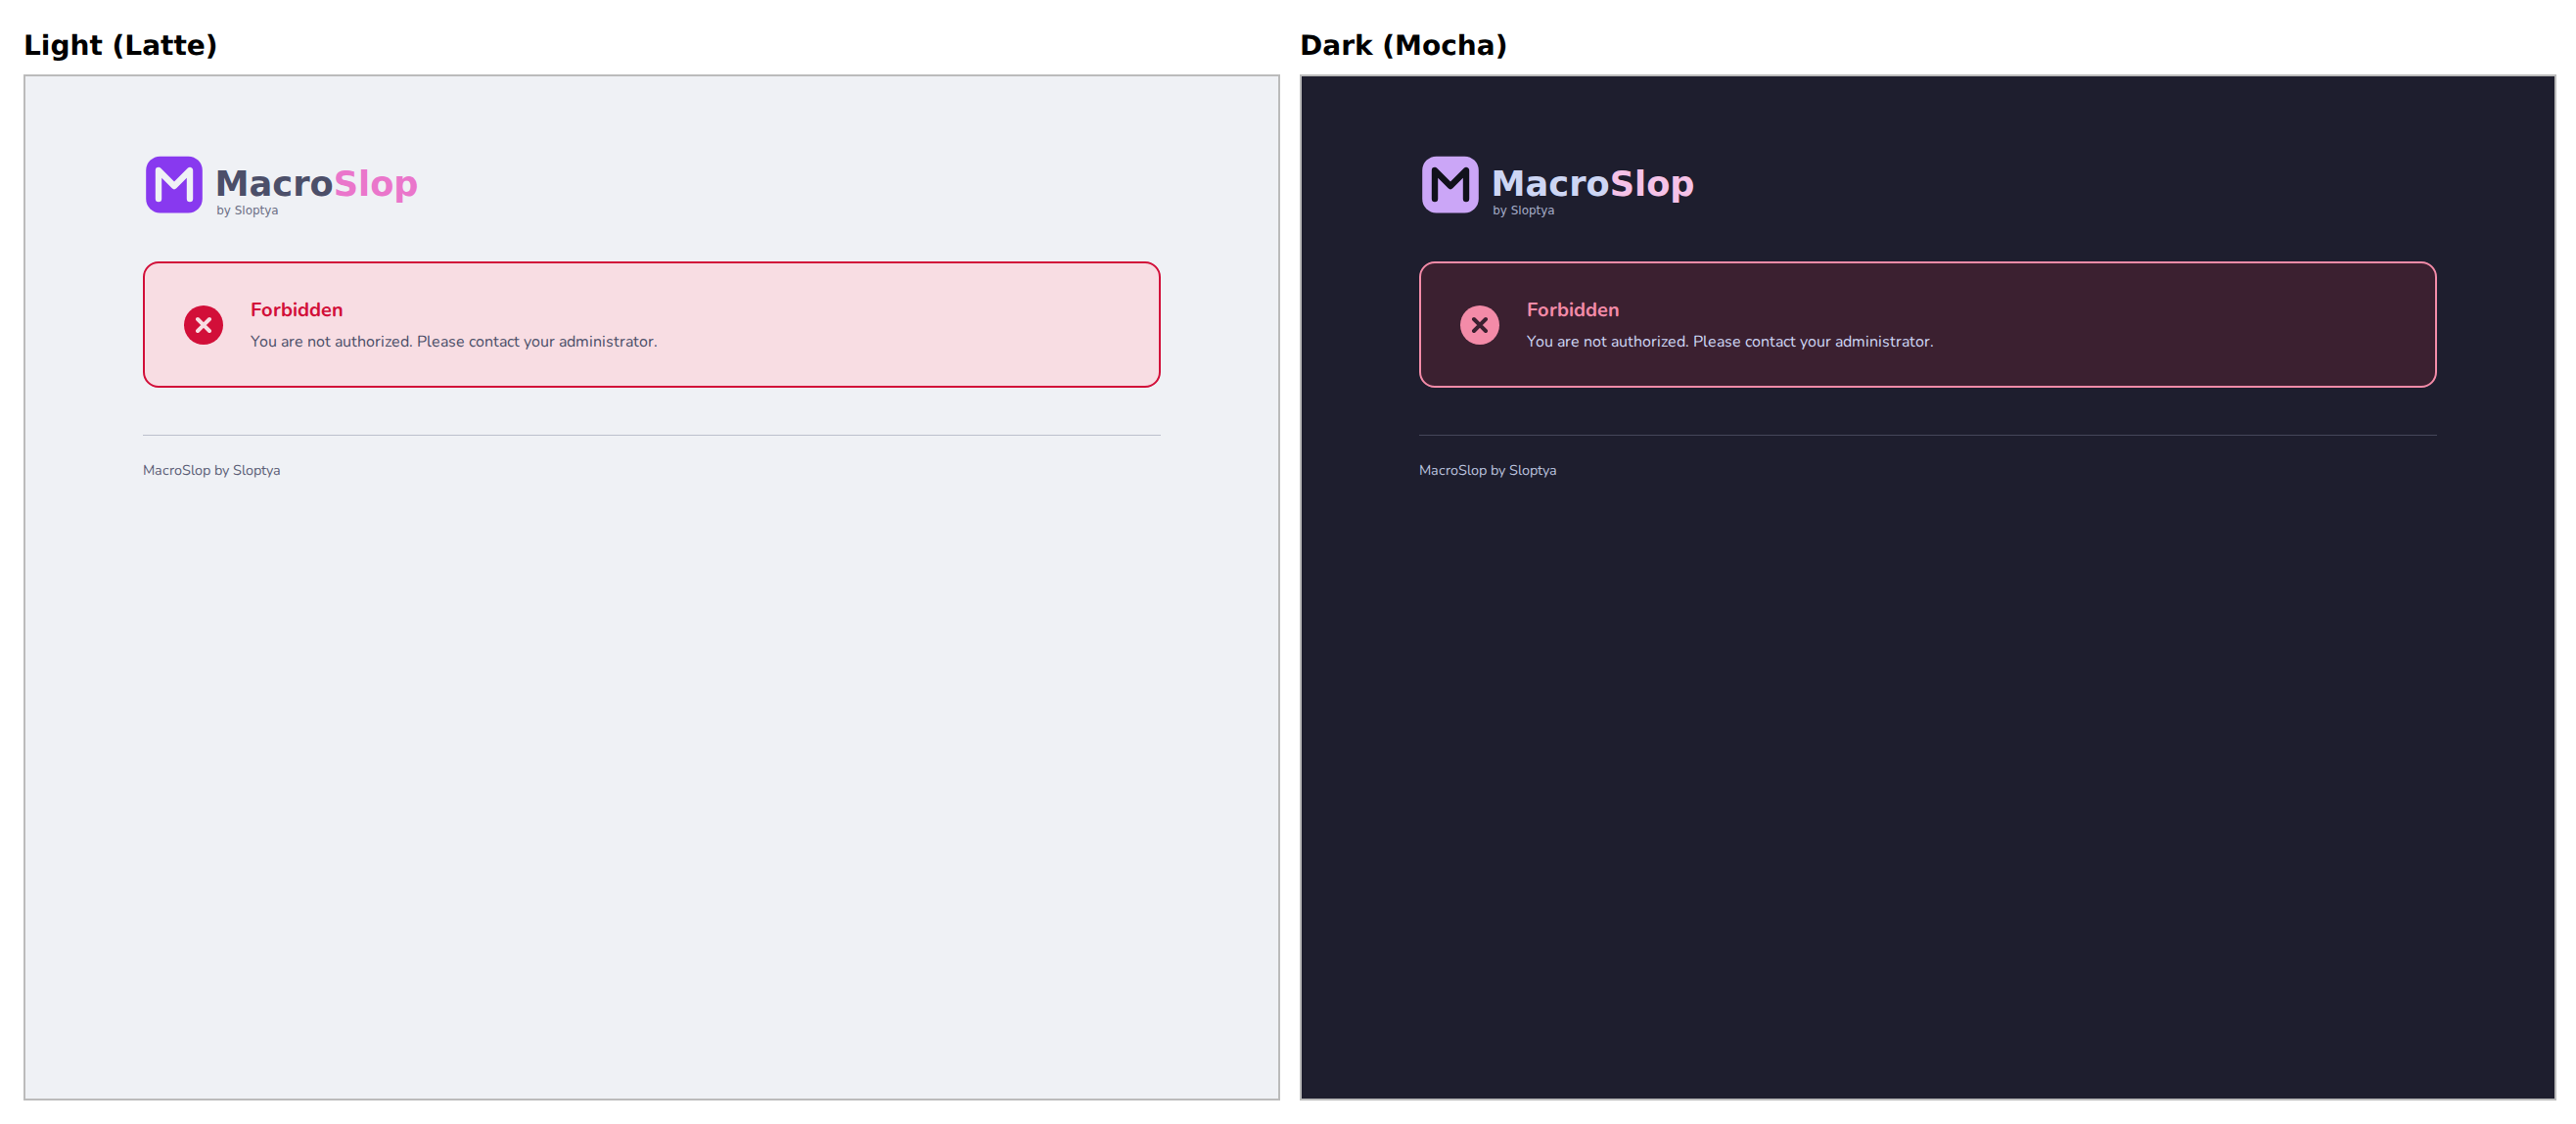 Light (Latte)
MacroSlop
by Sloptya
Forbidden
You are not authorized. Please contact your administrator.
MacroSlop by Sloptya
Dark (Mocha)
MacroSlop
by Sloptya
Forbidden
You are not authorized. Please contact your administrator.
MacroSlop by Sloptya